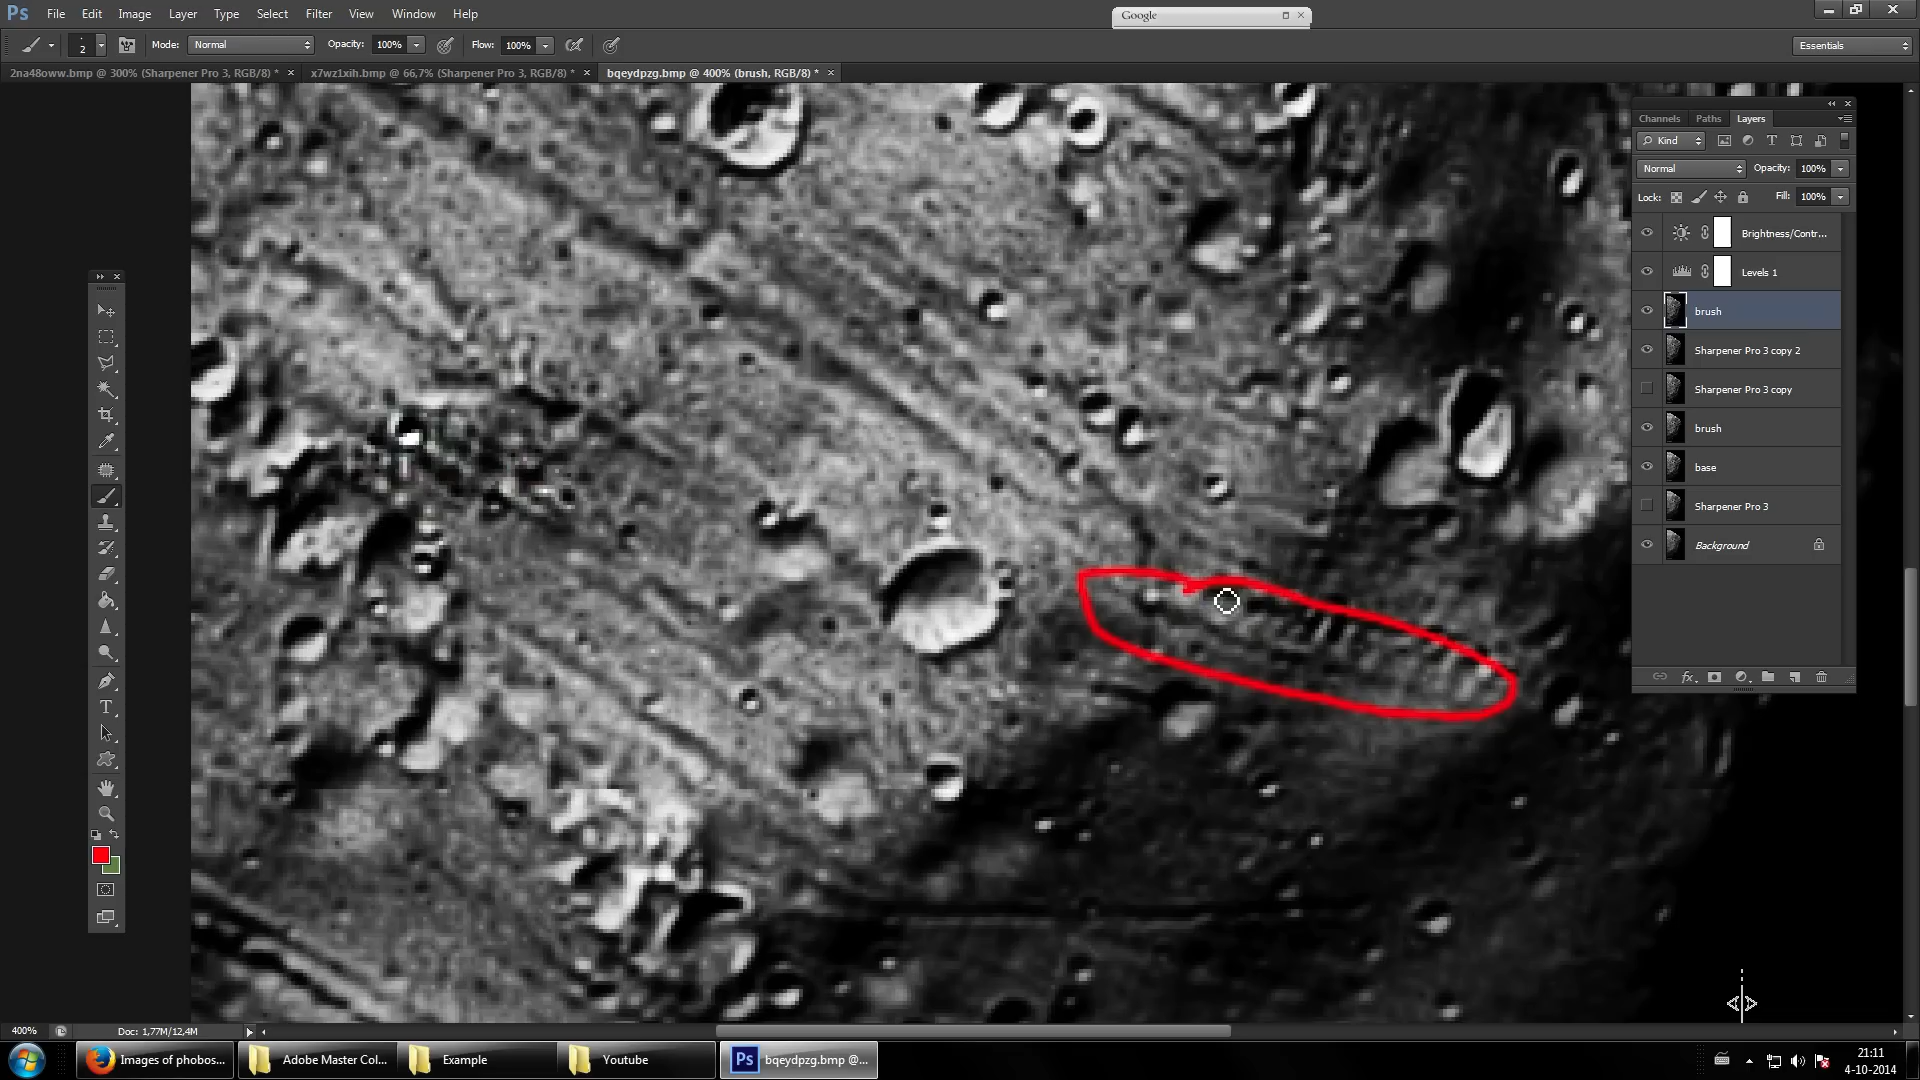 Ps File Edit Image Layer Type Select Filter View Window Help
Google
2 Mode: Normal Opacity: 100% Flow: 100% Essentials
2na48oww.bmp @ 300% (Sharpener Pro 3, RGB/8) * x7wz1xih.bmp @ 66,7% (Sharpener Pro 3, RGB/8) * bqeydpzg.bmp @ 400% (brush, RGB/8) *
Channels Paths Layers
Kind
Normal Opacity: 100%
Lock: Fill: 100%
Brightness/Contr...
Levels 1
brush
Sharpener Pro 3 copy 2
Sharpener Pro 3 copy
brush
base
Sharpener Pro 3
Background
fx
T
400% Doc: 1,77M/12,4M
Images of phobos... Adobe Master Col... Example Youtube Ps bqeydpzg.bmp @...
21:11
4-10-2014